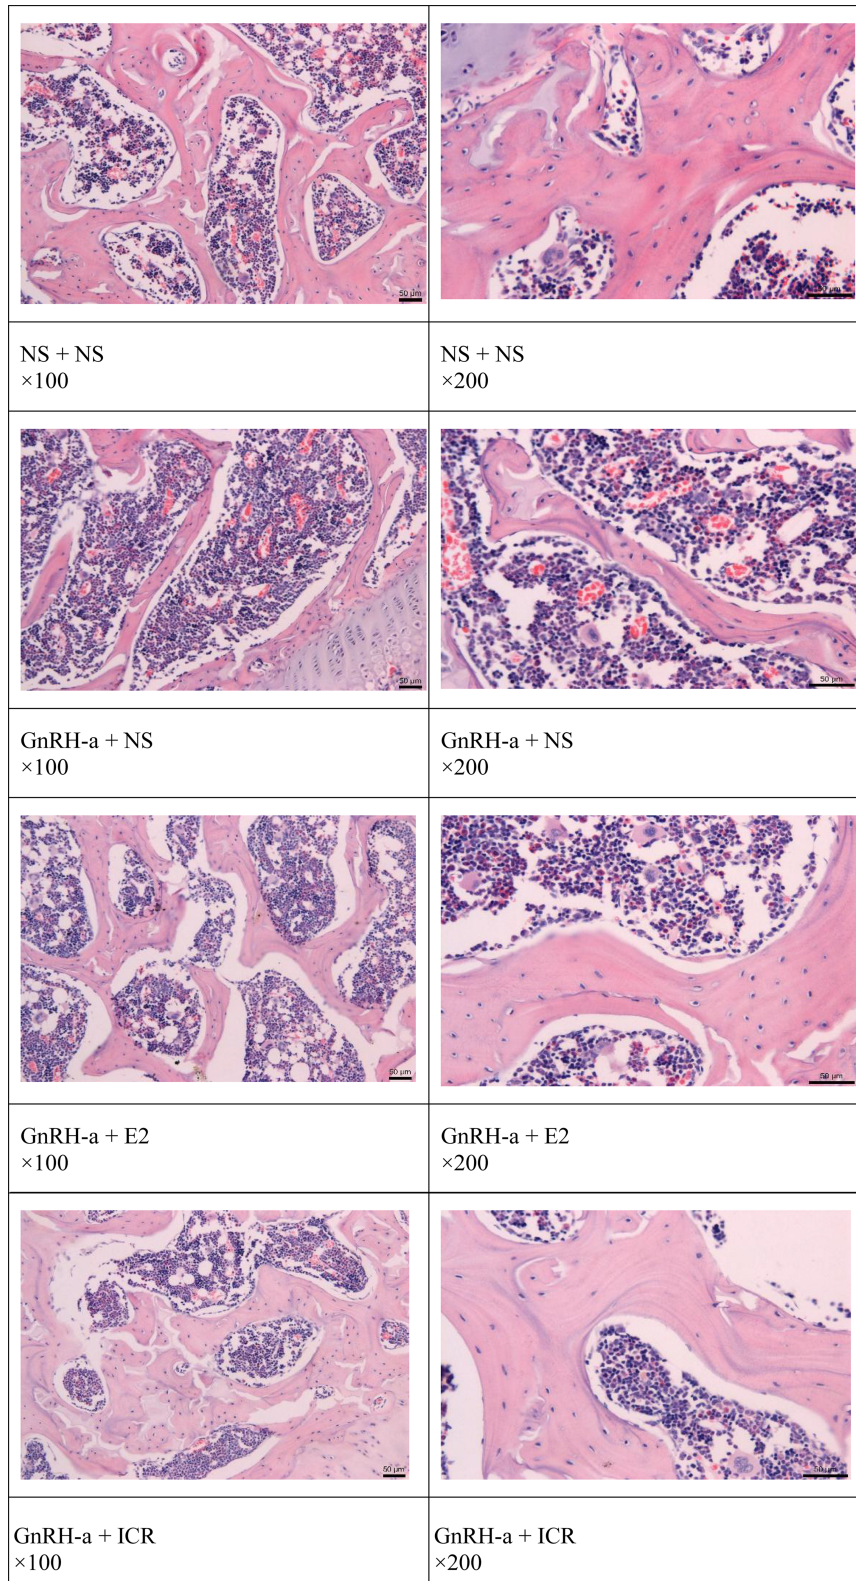 50 µm
50 µm
NS + NS
×100
NS + NS
×200
50 µm
50 µm
GnRH-a + NS
×100
GnRH-a + NS
×200
50 µm
50 µm
GnRH-a + E2
×100
GnRH-a + E2
×200
50 µm
50 µm
GnRH-a + ICR
×100
GnRH-a + ICR
×200